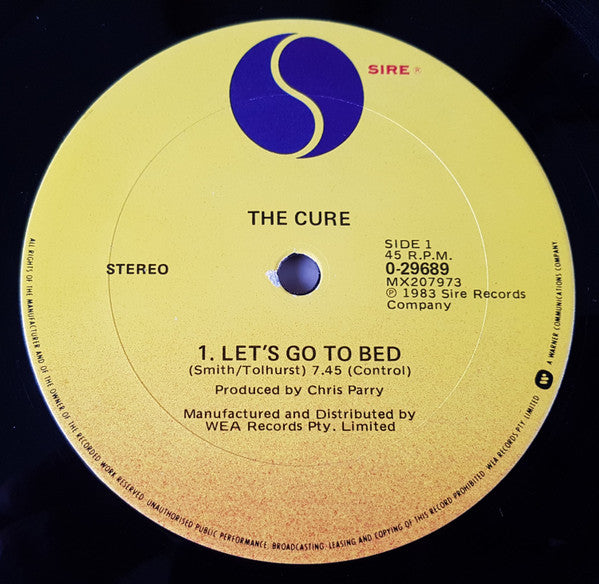 SIRE ®
THE CURE
STEREO
SIDE 1
45 R.P.M.
0-29689
MX207973
℗ 1983 Sire Records
Company
1. LET'S GO TO BED
(Smith/Tolhurst) 7.45 (Control)
Produced by Chris Parry
Manufactured and Distributed by
WEA Records Pty. Limited
ALL RIGHTS OF THE MANUFACTURER AND OF THE OWNER OF THE RECORDED WORK RESERVED. UNAUTHORISED PUBLIC PERFORMANCE, BROADCASTING, LEASING AND COPYING OF THIS RECORD PROHIBITED. WEA RECORDS PTY. LIMITED
A WARNER COMMUNICATIONS COMPANY